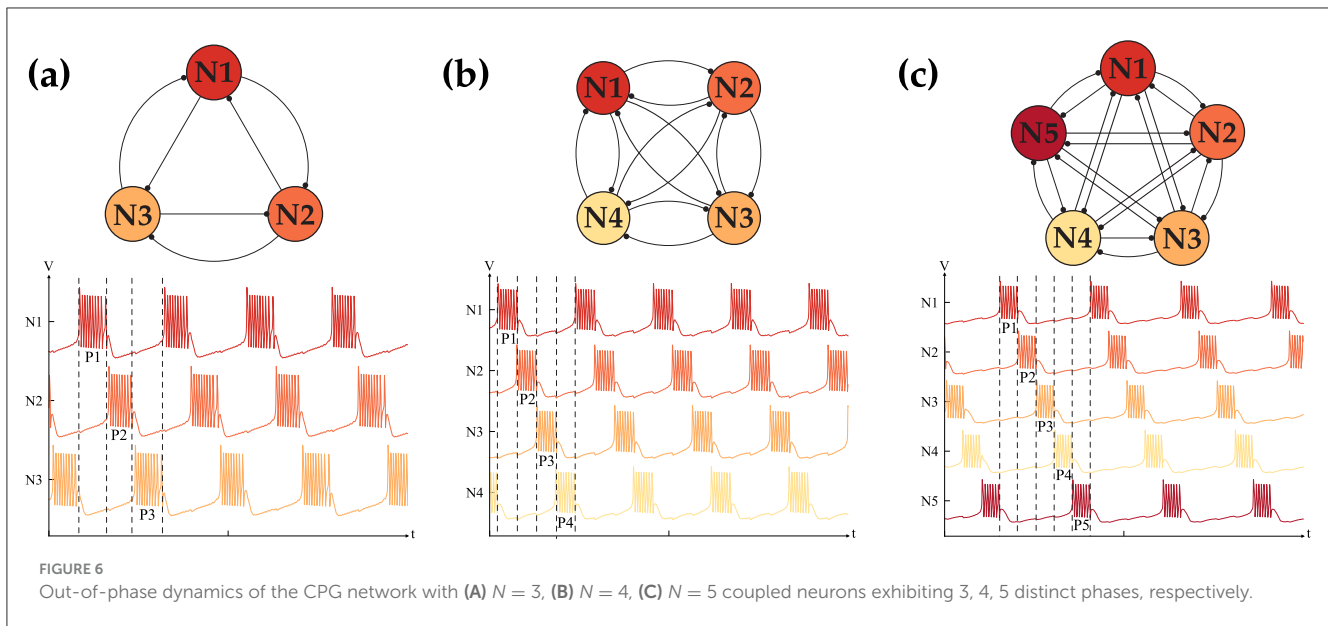 (a)
N1
N3
N2
V
N1
P1
N2
P2
N3
P3
t
(b)
N1
N2
N4
N3
V
N1
P1
N2
P2
N3
P3
N4
P4
t
(c)
N1
N5
N2
N4
N3
V
N1
P1
N2
P2
N3
P3
N4
P4
N5
P5
t
FIGURE 6
Out-of-phase dynamics of the CPG network with (A) N = 3, (B) N = 4, (C) N = 5 coupled neurons exhibiting 3, 4, 5 distinct phases, respectively.